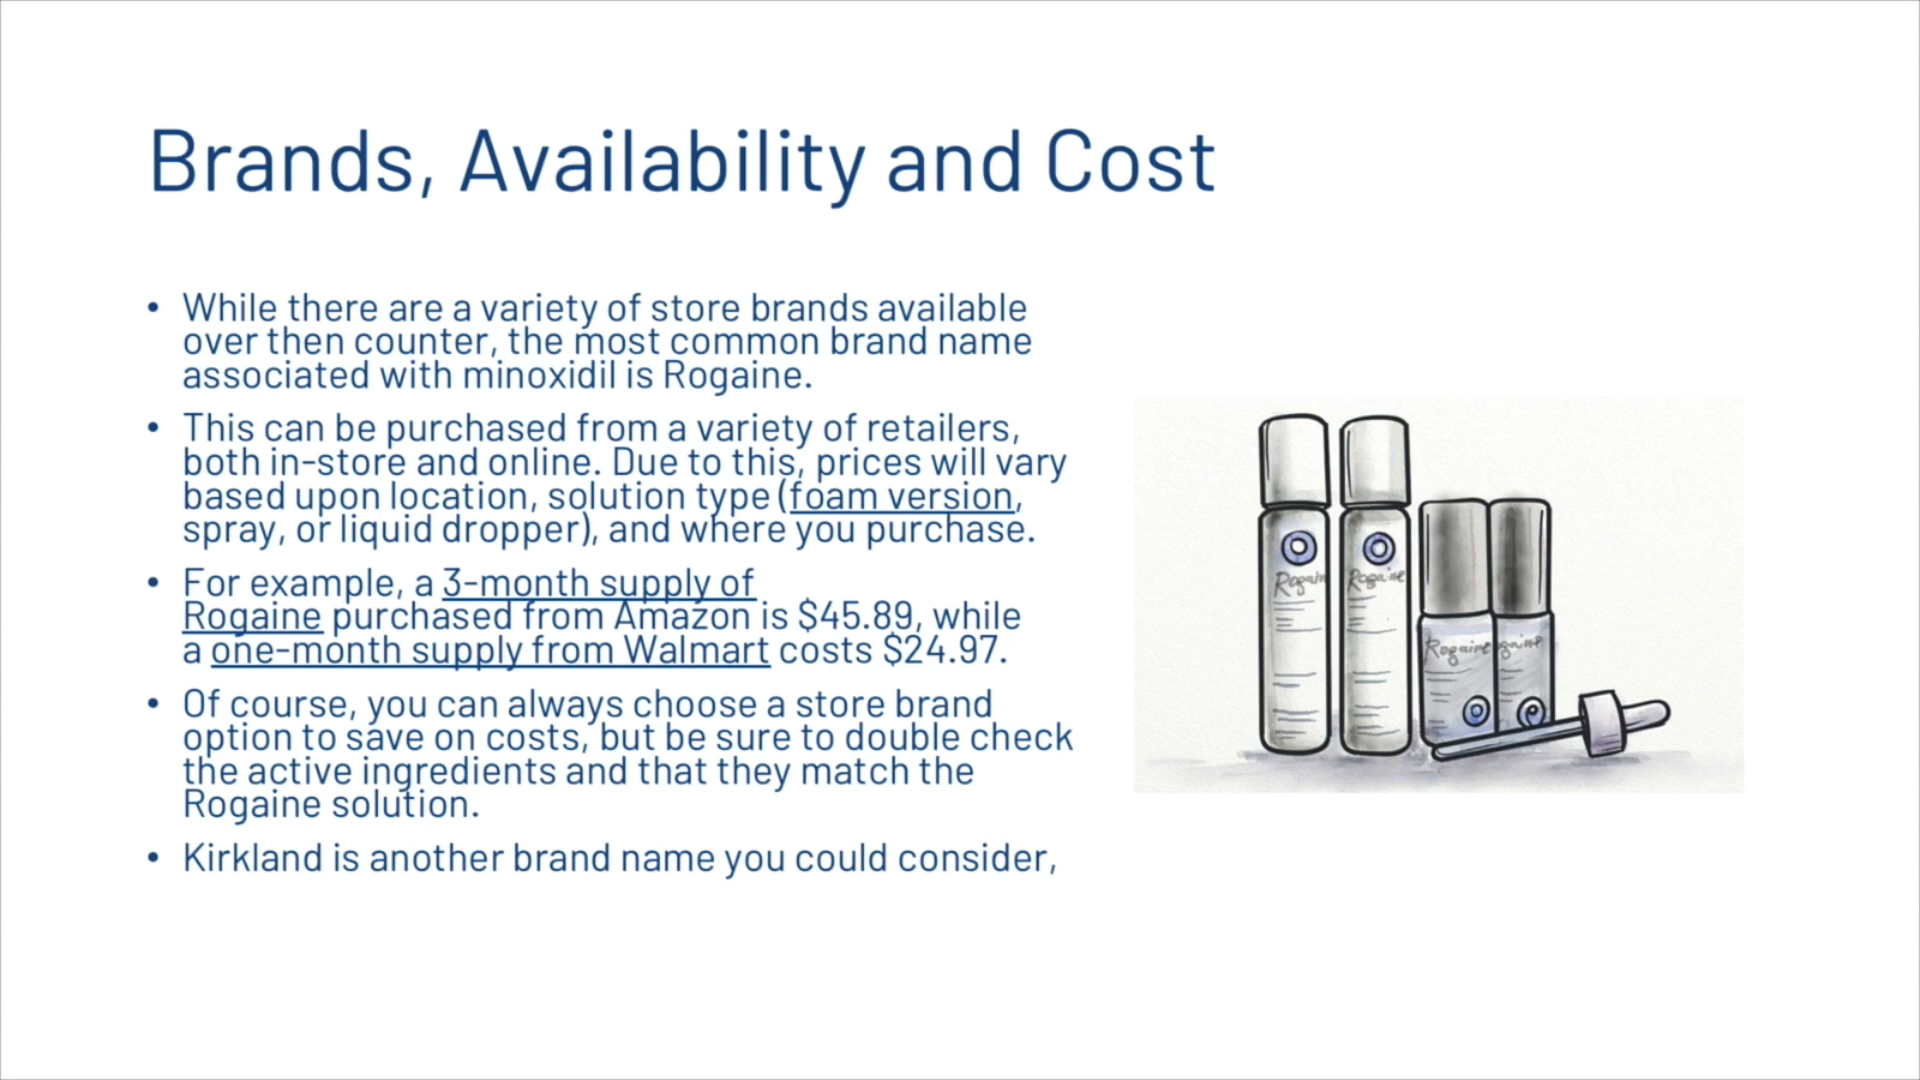 Brands, Availability and Cost
• While there are a variety of store brands available
over then counter, the most common brand name
associated with minoxidil is Rogaine.
• This can be purchased from a variety of retailers,
both in-store and online. Due to this, prices will vary
based upon location, solution type (foam version,
spray, or liquid dropper), and where you purchase.
• For example, a 3-month supply of
Rogaine purchased from Amazon is $45.89, while
a one-month supply from Walmart costs $24.97.
• Of course, you can always choose a store brand
option to save on costs, but be sure to double check
the active ingredients and that they match the
Rogaine solution.
• Kirkland is another brand name you could consider,
Rogain
Rogaine
Rogaine
gaine